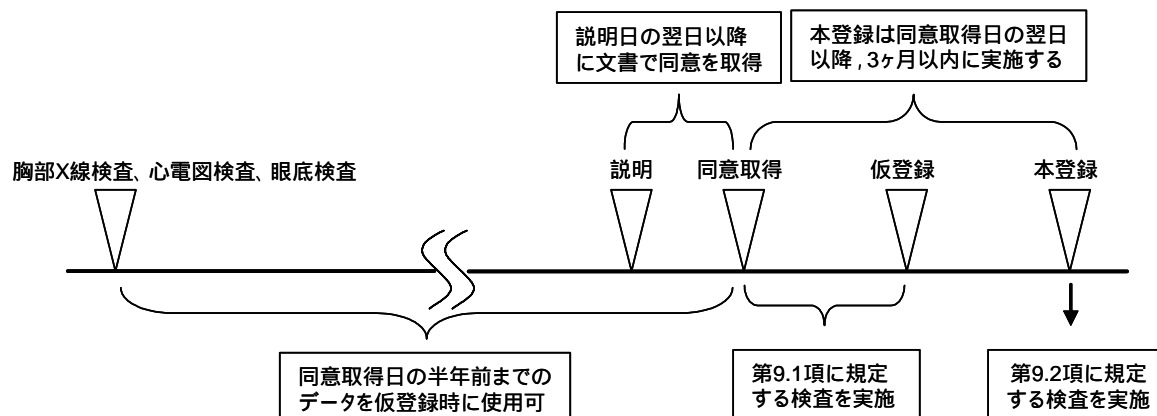 説明日の翌日以降
に文書で同意を取得
本登録は同意取得日の翌日
以降,3ヶ月以内に実施する
胸部X線検査、心電図検査、眼底検査
説明
同意取得
仮登録
本登録
同意取得日の半年前までの
データを仮登録時に使用可
第9.1項に規定
する検査を実施
第9.2項に規定
する検査を実施